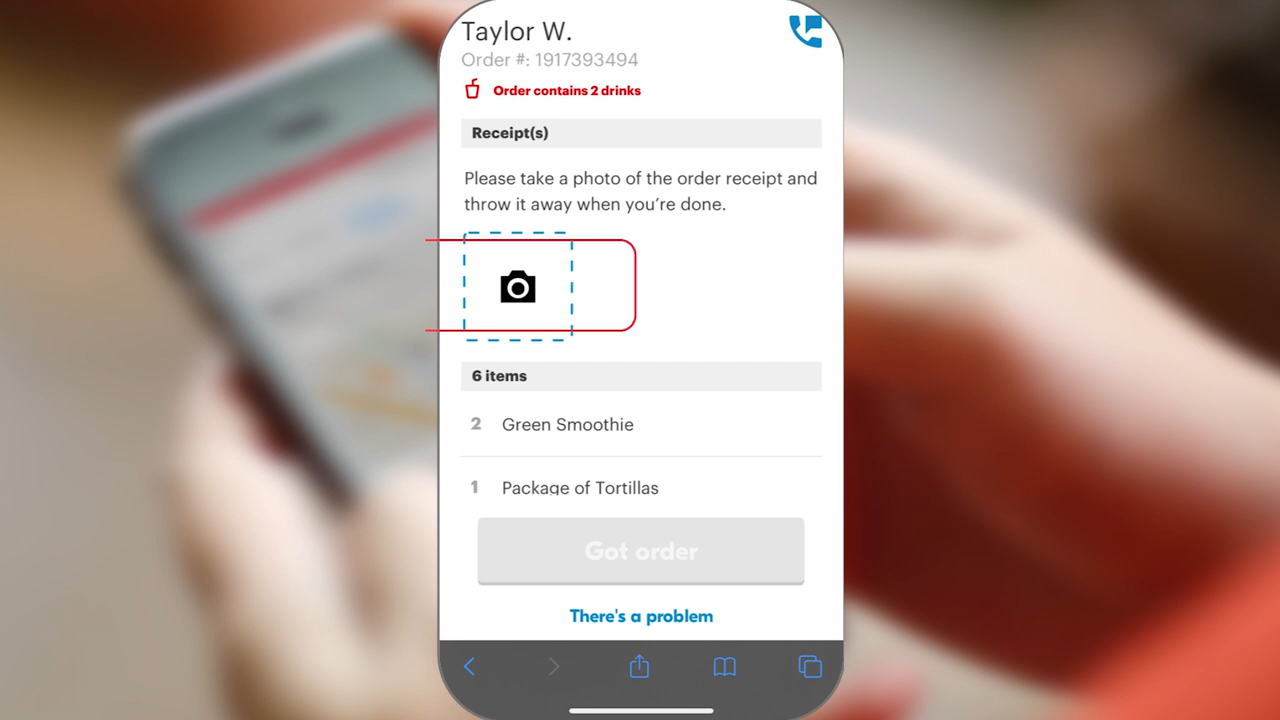 Taylor W.
Order #: 1917393494
Order contains 2 drinks
Receipt(s)
Please take a photo of the order receipt and
throw it away when you’re done.
6 items
2 Green Smoothie
1 Package of Tortillas
Got order
There's a problem